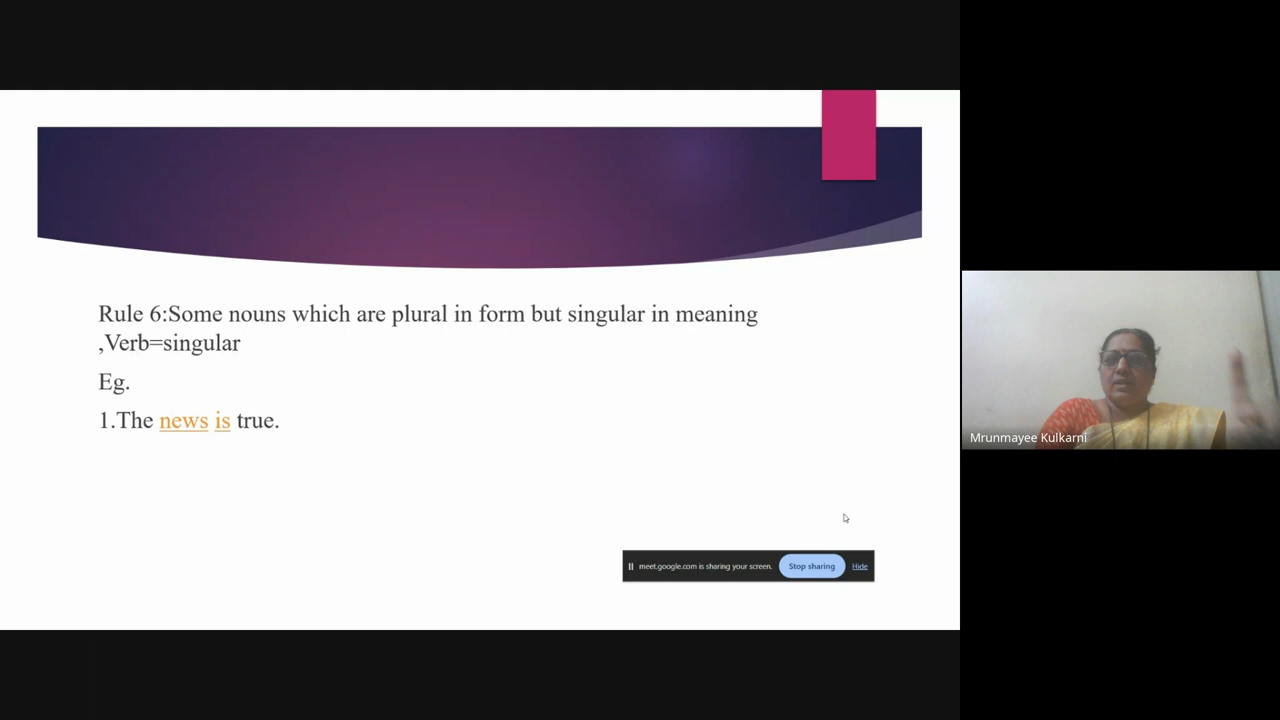 Rule 6:Some nouns which are plural in form but singular in meaning
,Verb=singular
Eg.
1.The news is true.
meet.google.com is sharing your screen. Stop sharing Hide
Mrunmayee Kulkarni